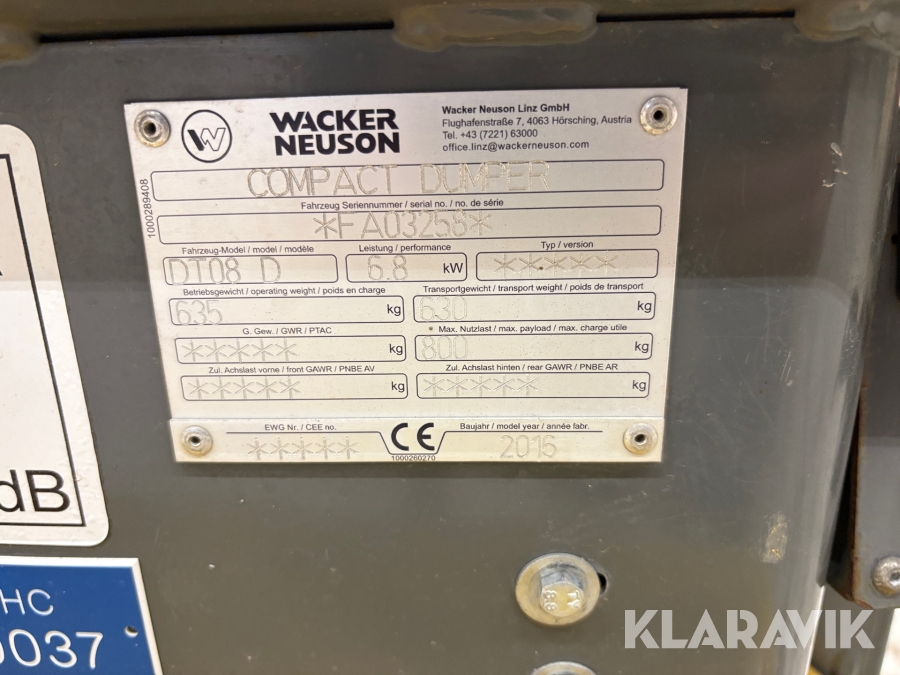 WACKER
NEUSON
Wacker Neuson Linz GmbH
Flughafenstraße 7, 4063 Hörsching, Austria
Tel. +43 (7221) 63000
office.linz@wackerneuson.com
1000289408
COMPACT DUMPER
Fahrzeug Seriennummer / serial no. / no. de série
*FA03258*
Fahrzeug-Model / model / modèle
DT08 D
Leistung / performance
6.8 kW
Typ / version
*****
Betriebsgewicht / operating weight / poids en charge
635 kg
Transportgewicht / transport weight / poids de transport
630 kg
G. Gew. / GWR / PTAC
***** kg
* Max. Nutzlast / max. payload / max. charge utile
800 kg
Zul. Achslast vorne / front GAWR / PNBE AV
***** kg
Zul. Achslast hinten / rear GAWR / PNBE AR
***** kg
EWG Nr. / CEE no.
*****
CE
1000260270
Baujahr / model year / année fabr.
2016
dB
HC
0037
8.8
KLARAVIK